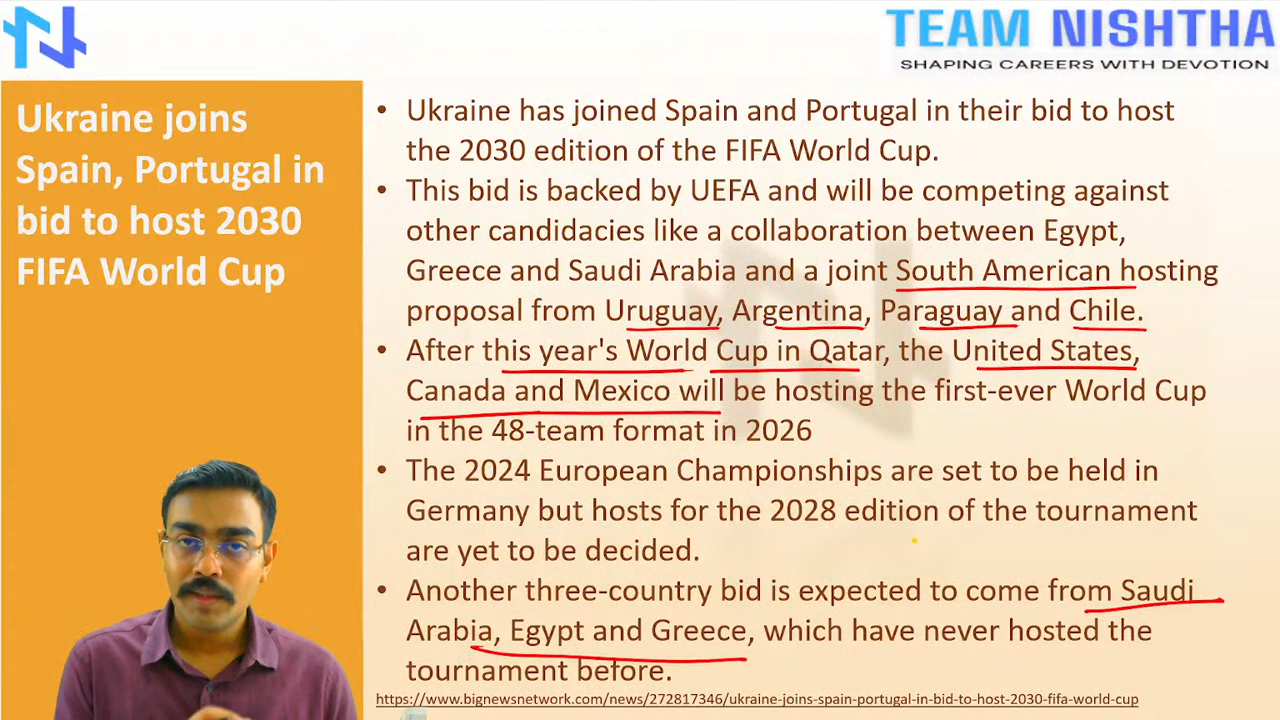 TEAM NISHTHA
SHAPING CAREERS WITH DEVOTION
Ukraine joins
Spain, Portugal in
bid to host 2030
FIFA World Cup
• Ukraine has joined Spain and Portugal in their bid to host
the 2030 edition of the FIFA World Cup.
• This bid is backed by UEFA and will be competing against
other candidacies like a collaboration between Egypt,
Greece and Saudi Arabia and a joint South American hosting
proposal from Uruguay, Argentina, Paraguay and Chile.
• After this year's World Cup in Qatar, the United States,
Canada and Mexico will be hosting the first-ever World Cup
in the 48-team format in 2026
• The 2024 European Championships are set to be held in
Germany but hosts for the 2028 edition of the tournament
are yet to be decided.
• Another three-country bid is expected to come from Saudi
Arabia, Egypt and Greece, which have never hosted the
tournament before.
https://www.bignewsnetwork.com/news/272817346/ukraine-joins-spain-portugal-in-bid-to-host-2030-fifa-world-cup